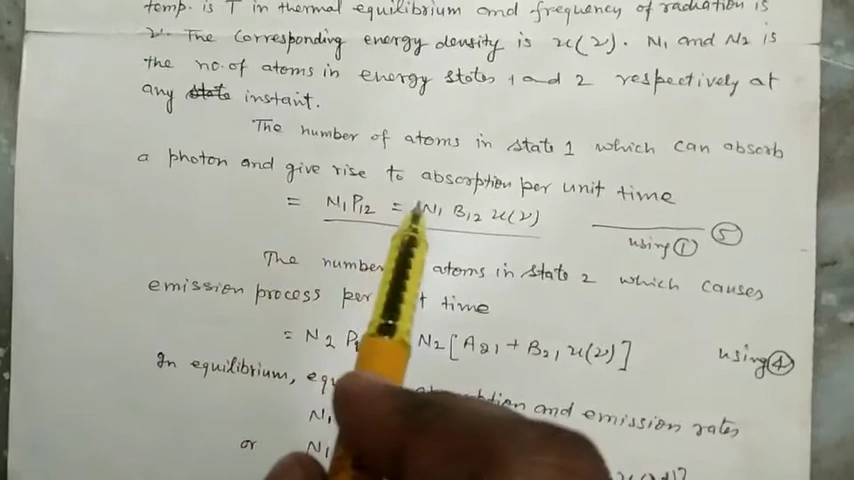 temp. is T in thermal equilibrium and frequency of radiation is
ν. The corresponding energy density is u(ν). N1 and N2 is
the no. of atoms in energy states 1 and 2 respectively at
any state instant.
The number of atoms in state 1 which can absorb
a photon and give rise to absorption per unit time
= N1 P12 = N1 B12 u(ν) using ① ⑤
The number atoms in state 2 which causes
emission process per time
= N2 N2 [A21 + B21 u(ν)] using ④
In equilibrium, and emission rates
N1
or N1